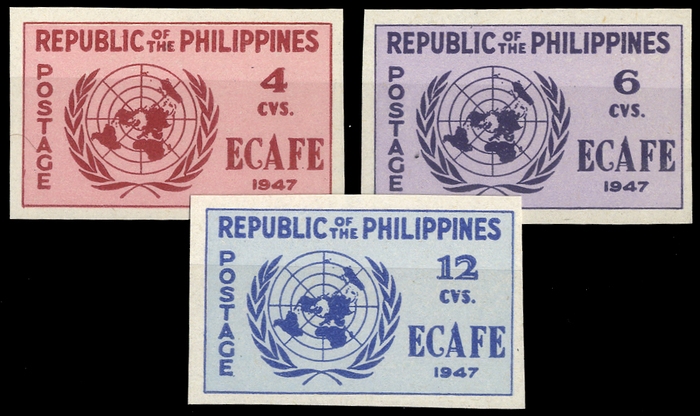 REPUBLIC OF THE PHILIPPINES
POSTAGE
4
CVS.
ECAFE
1947
REPUBLIC OF THE PHILIPPINES
POSTAGE
6
CVS.
ECAFE
1947
REPUBLIC OF THE PHILIPPINES
POSTAGE
12
CVS.
ECAFE
1947